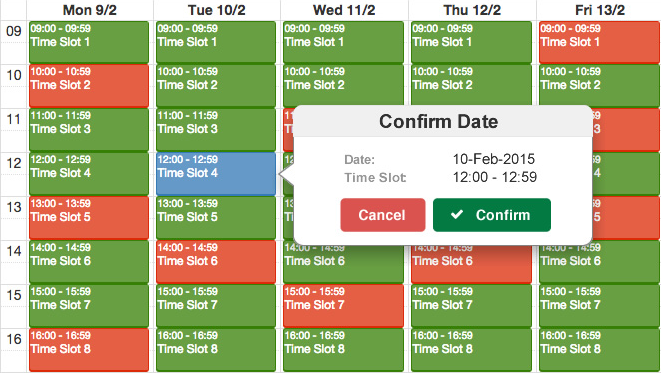 Mon 9/2
Tue 10/2
Wed 11/2
Thu 12/2
Fri 13/2
09
09:00 - 09:59
Time Slot 1
09:00 - 09:59
Time Slot 1
09:00 - 09:59
Time Slot 1
09:00 - 09:59
Time Slot 1
09:00 - 09:59
Time Slot 1
10
10:00 - 10:59
Time Slot 2
10:00 - 10:59
Time Slot 2
10:00 - 10:59
Time Slot 2
10:00 - 10:59
Time Slot 2
10:00 - 10:59
Time Slot 2
11
11:00 - 11:59
Time Slot 3
11:00 - 11:59
Time Slot 3
12
12:00 - 12:59
Time Slot 4
12:00 - 12:59
Time Slot 4
13
13:00 - 13:59
Time Slot 5
13:00 - 13:59
Time Slot 5
Confirm Date
Date: 10-Feb-2015
Time Slot: 12:00 - 12:59
Cancel
Confirm
14
14:00 - 14:59
Time Slot 6
14:00 - 14:59
Time Slot 6
14:00 - 14:59
Time Slot 6
14:00 - 14:59
Time Slot 6
14:00 - 14:59
Time Slot 6
15
15:00 - 15:59
Time Slot 7
15:00 - 15:59
Time Slot 7
15:00 - 15:59
Time Slot 7
15:00 - 15:59
Time Slot 7
15:00 - 15:59
Time Slot 7
16
16:00 - 16:59
Time Slot 8
16:00 - 16:59
Time Slot 8
16:00 - 16:59
Time Slot 8
16:00 - 16:59
Time Slot 8
16:00 - 16:59
Time Slot 8